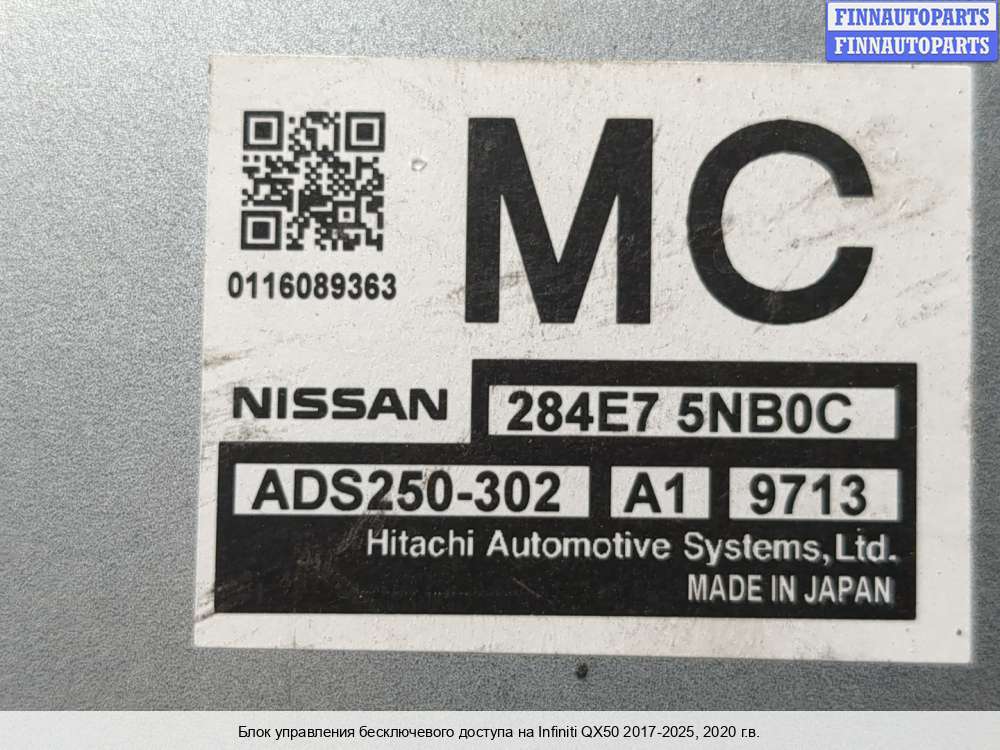 FINNAUTOPARTS
FINNAUTOPARTS
MC
0116089363
NISSAN 284E7 5NB0C
ADS250-302 A1 9713
Hitachi Automotive Systems,Ltd.
MADE IN JAPAN
Блок управления бесключевого доступа на Infiniti QX50 2017-2025, 2020 г.в.